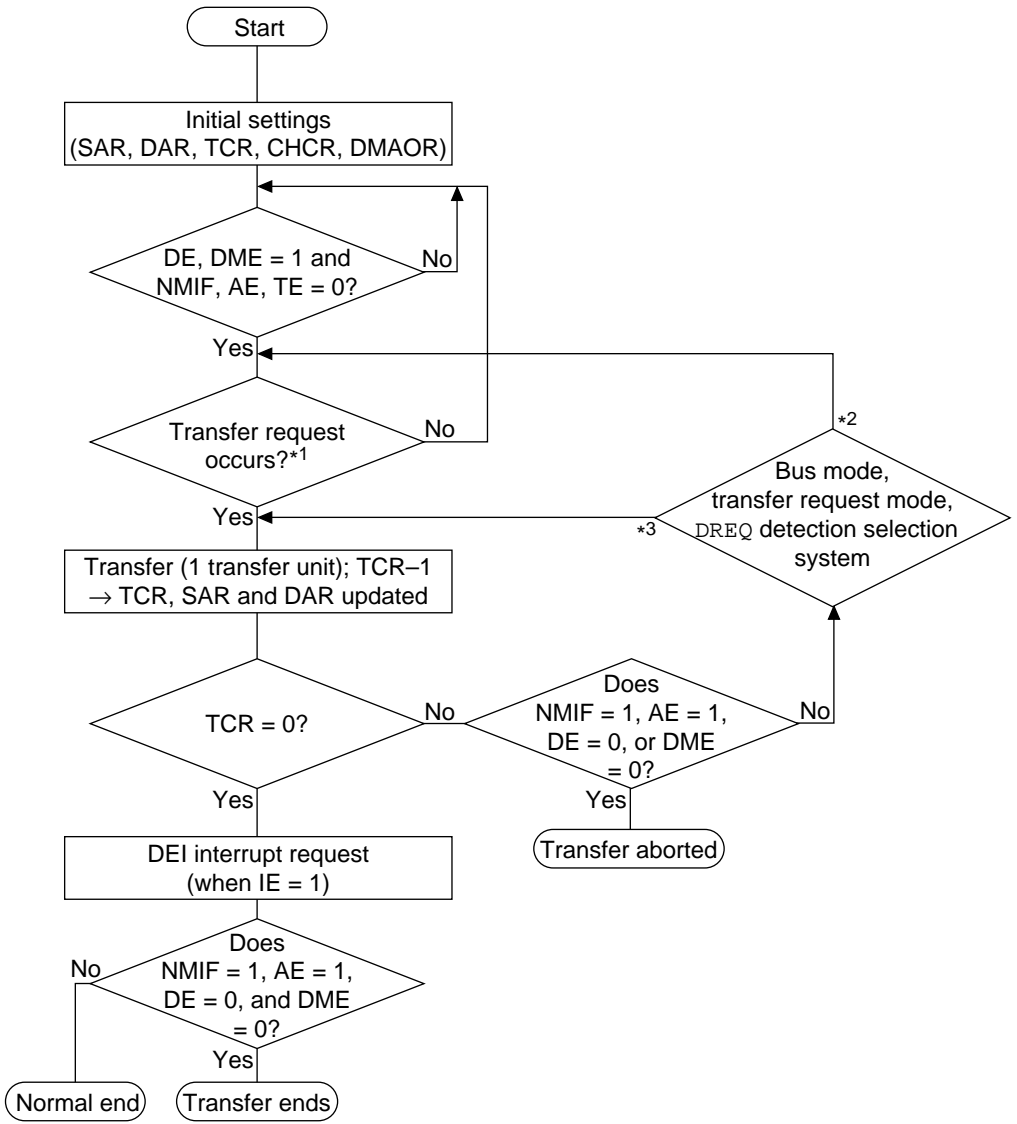 Start
Initial settings
(SAR, DAR, TCR, CHCR, DMAOR)
DE, DME = 1 and
NMIF, AE, TE = 0?
No
Yes
Transfer request
occurs?*1
No
Yes
*2
Bus mode,
transfer request mode,
DREQ detection selection
system
*3
Transfer (1 transfer unit); TCR–1
→ TCR, SAR and DAR updated
TCR = 0?
No
Yes
Does
NMIF = 1, AE = 1,
DE = 0, or DME
= 0?
No
Yes
Transfer aborted
DEI interrupt request
(when IE = 1)
Does
NMIF = 1, AE = 1,
DE = 0, and DME
= 0?
No
Yes
Normal end
Transfer ends